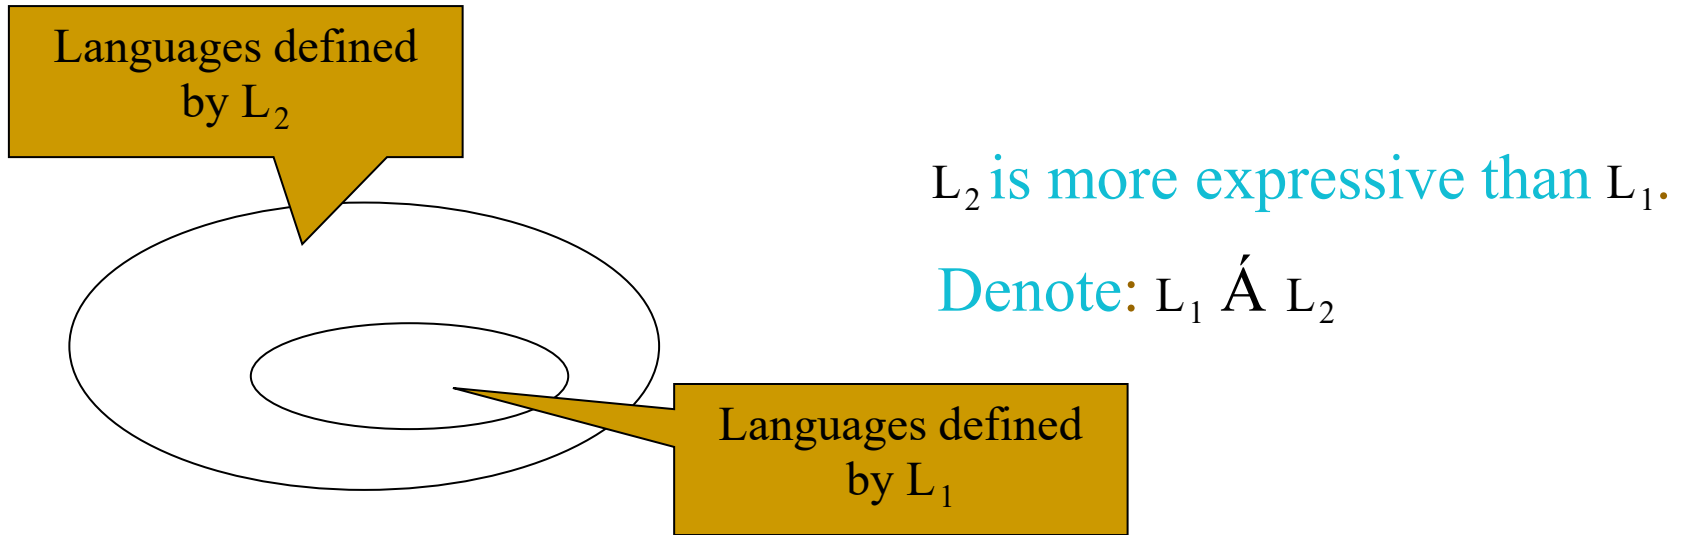 Languages defined
by L₂
L₂ is more expressive than L₁.
Denote: L₁ Á L₂
Languages defined
by L₁